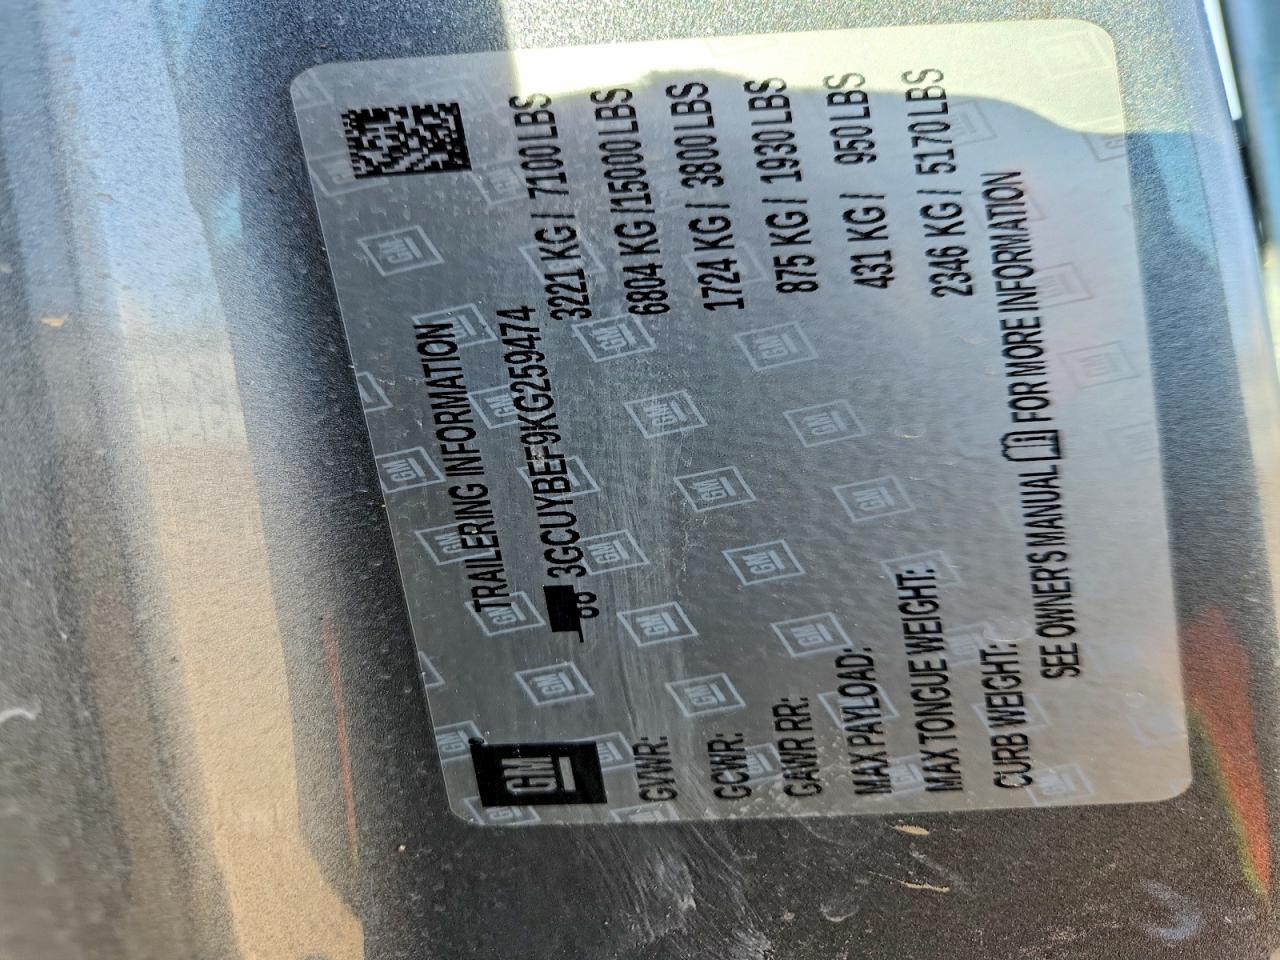 TRAILERING INFORMATION
GM
3GCUYBEF9KG259474
GVWR: 3221 KG / 7100 LBS
GCWR: 6804 KG /15000 LBS
GAWR RR: 1724 KG / 3800 LBS
MAX PAYLOAD: 875 KG / 1930 LBS
MAX TONGUE WEIGHT: 431 KG / 950 LBS
CURB WEIGHT: 2346 KG / 5170 LBS
SEE OWNER'S MANUAL FOR MORE INFORMATION